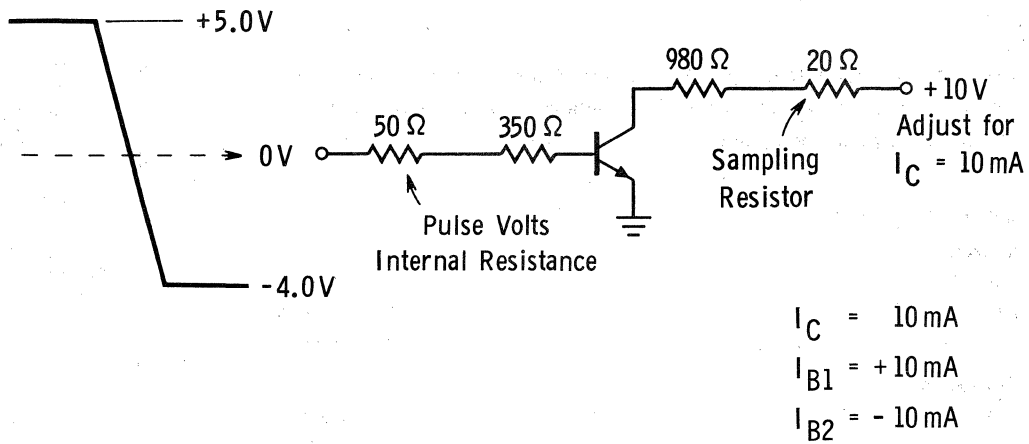 +5.0V
980 Ω
20 Ω
+10V
50 Ω
350 Ω
Adjust for
0V
Sampling
I_C = 10 mA
Resistor
Pulse Volts
Internal Resistance
-4.0V
I_C = 10 mA
I_B1 = +10 mA
I_B2 = -10 mA